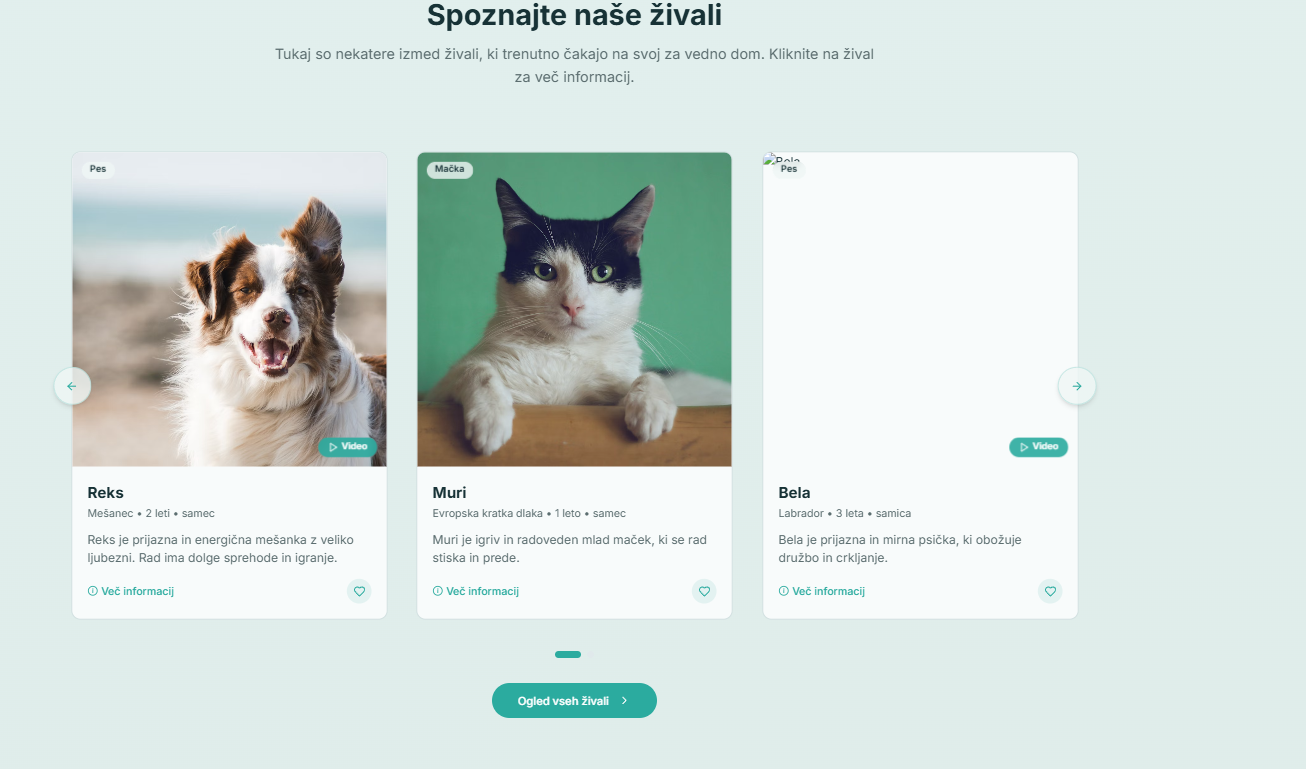 Spoznajte naše živali
Tukaj so nekatere izmed živali, ki trenutno čakajo na svoj za vedno dom. Kliknite na žival
za več informacij.
Pes
Video
Reks
Mešanec • 2 leti • samec
Reks je prijazna in energična mešanka z veliko
ljubezni. Rad ima dolge sprehode in igranje.
Več informacij
Mačka
Muri
Evropska kratka dlaka • 1 leto • samec
Muri je igriv in radoveden mlad maček, ki se rad
stiska in prede.
Več informacij
Bela
Pes
Video
Bela
Labrador • 3 leta • samica
Bela je prijazna in mirna psička, ki obožuje
družbo in crkljanje.
Več informacij
Ogled vseh živali